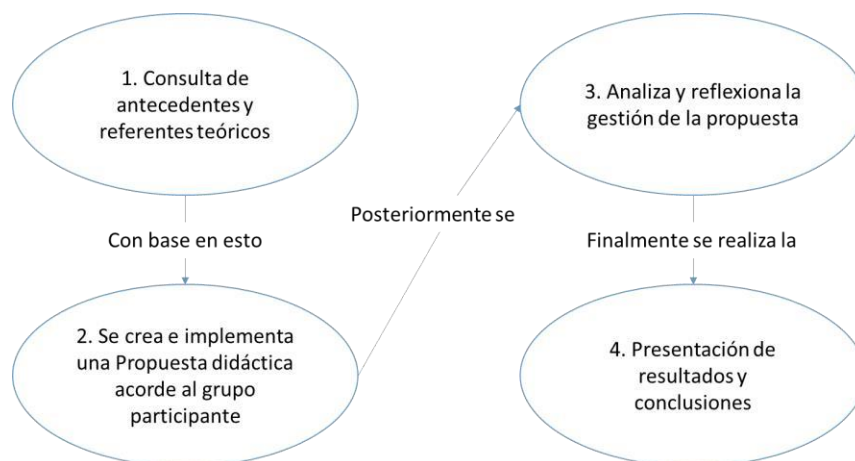 1. Consulta de
antecedentes y
referentes teóricos
Con base en esto
2. Se crea e implementa
una Propuesta didáctica
acorde al grupo
participante
Posteriormente se
3. Analiza y reflexiona la
gestión de la propuesta
Finalmente se realiza la
4. Presentación de
resultados y
conclusiones